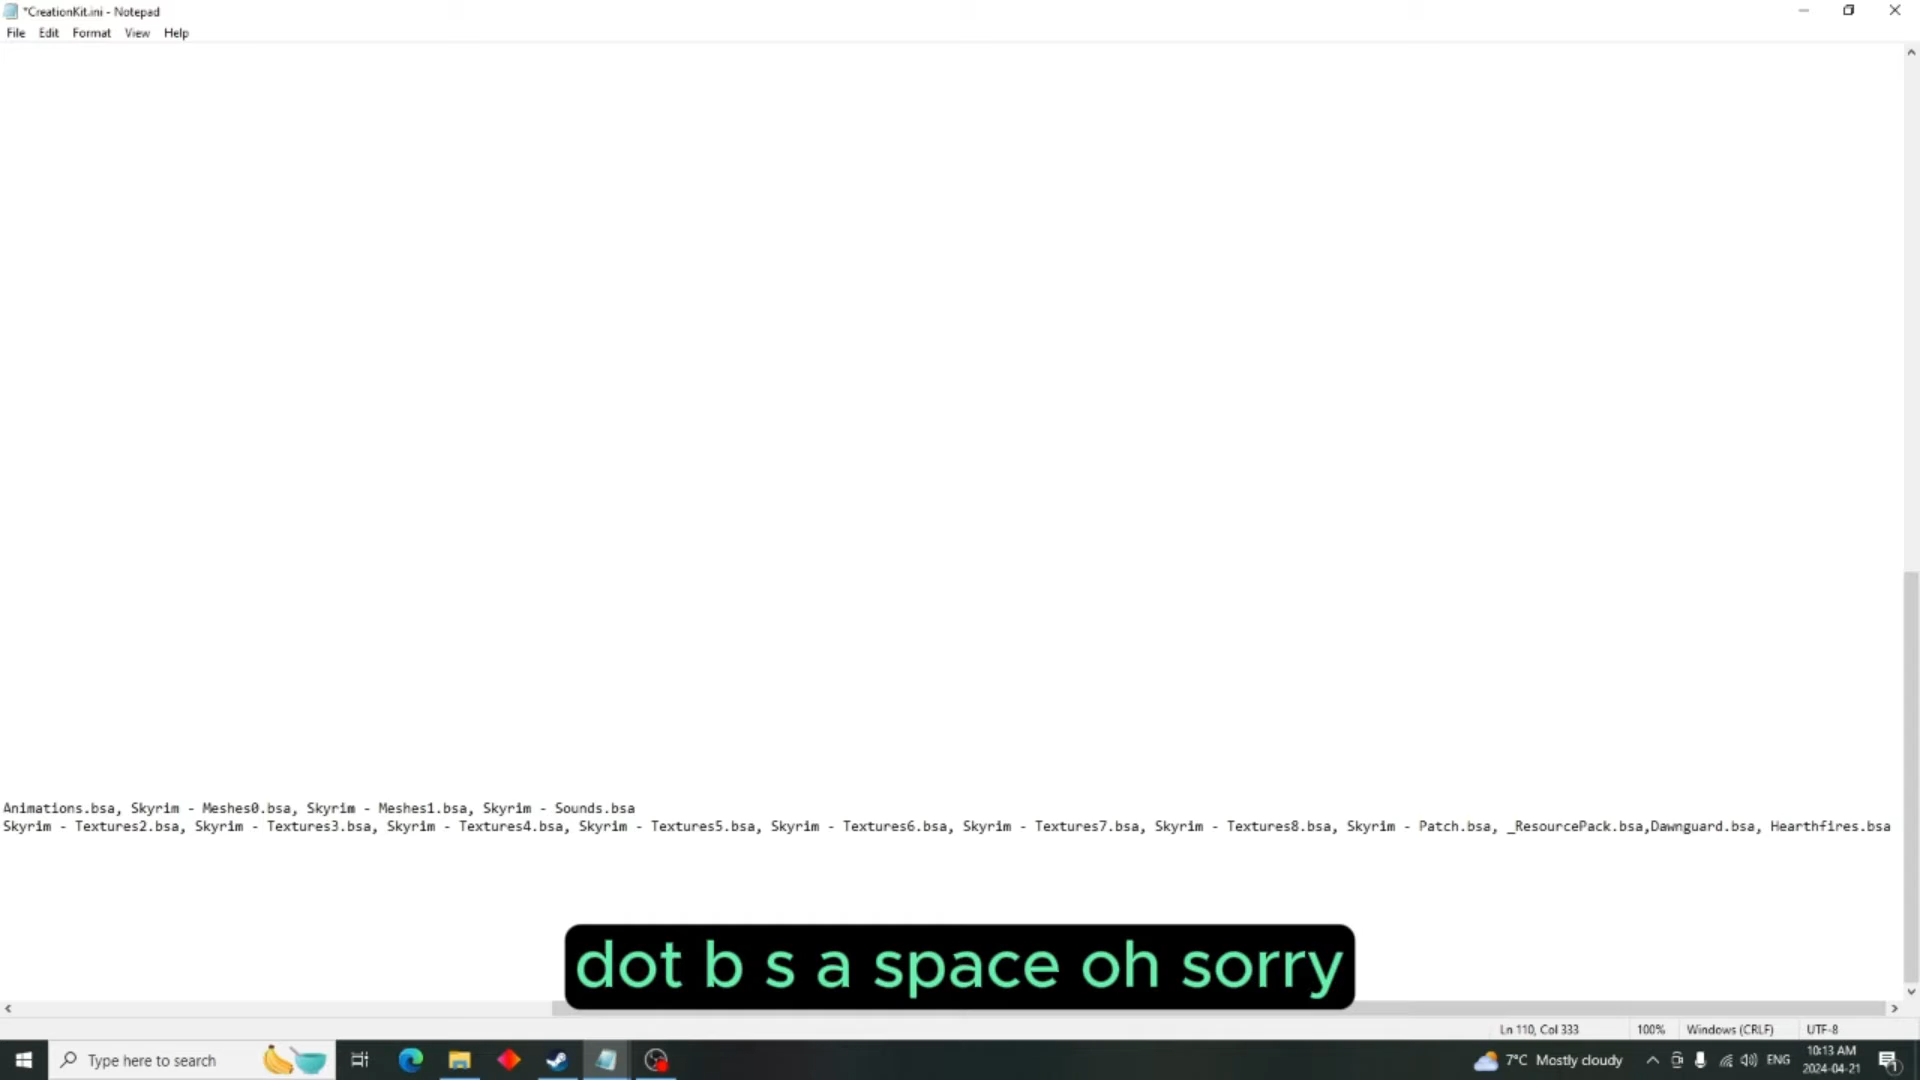 *CreationKit.ini - Notepad
File Edit Format View Help
Animations.bsa, Skyrim - Meshes0.bsa, Skyrim - Meshes1.bsa, Skyrim - Sounds.bsa
Skyrim - Textures2.bsa, Skyrim - Textures3.bsa, Skyrim - Textures4.bsa, Skyrim - Textures5.bsa, Skyrim - Textures6.bsa, Skyrim - Textures7.bsa, Skyrim - Textures8.bsa, Skyrim - Patch.bsa, _ResourcePack.bsa,Dawnguard.bsa, Hearthfires.bsa
dot b s a space oh sorry
Ln 110, Col 333 100% Windows (CRLF) UTF-8
Type here to search 7°C Mostly cloudy ENG 10:13 AM
2024-04-21 1